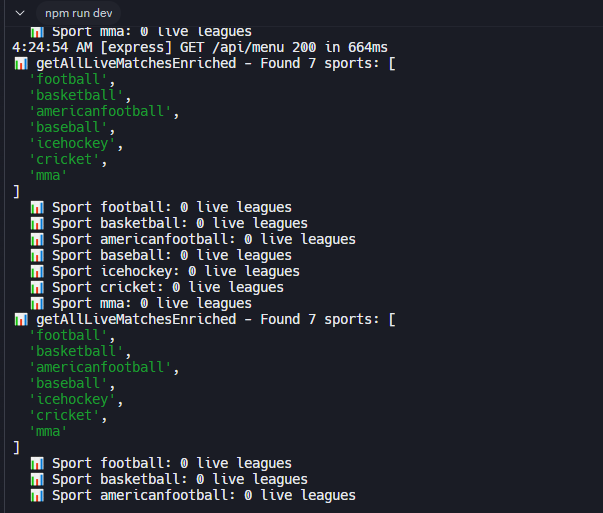 npm run dev
📊 Sport mma: 0 live leagues
4:24:54 AM [express] GET /api/menu 200 in 664ms
📊 getAllLiveMatchesEnriched - Found 7 sports: [
'football',
'basketball',
'americanfootball',
'baseball',
'icehockey',
'cricket',
'mma'
]
📊 Sport football: 0 live leagues
📊 Sport basketball: 0 live leagues
📊 Sport americanfootball: 0 live leagues
📊 Sport baseball: 0 live leagues
📊 Sport icehockey: 0 live leagues
📊 Sport cricket: 0 live leagues
📊 Sport mma: 0 live leagues
📊 getAllLiveMatchesEnriched - Found 7 sports: [
'football',
'basketball',
'americanfootball',
'baseball',
'icehockey',
'cricket',
'mma'
]
📊 Sport football: 0 live leagues
📊 Sport basketball: 0 live leagues
📊 Sport americanfootball: 0 live leagues